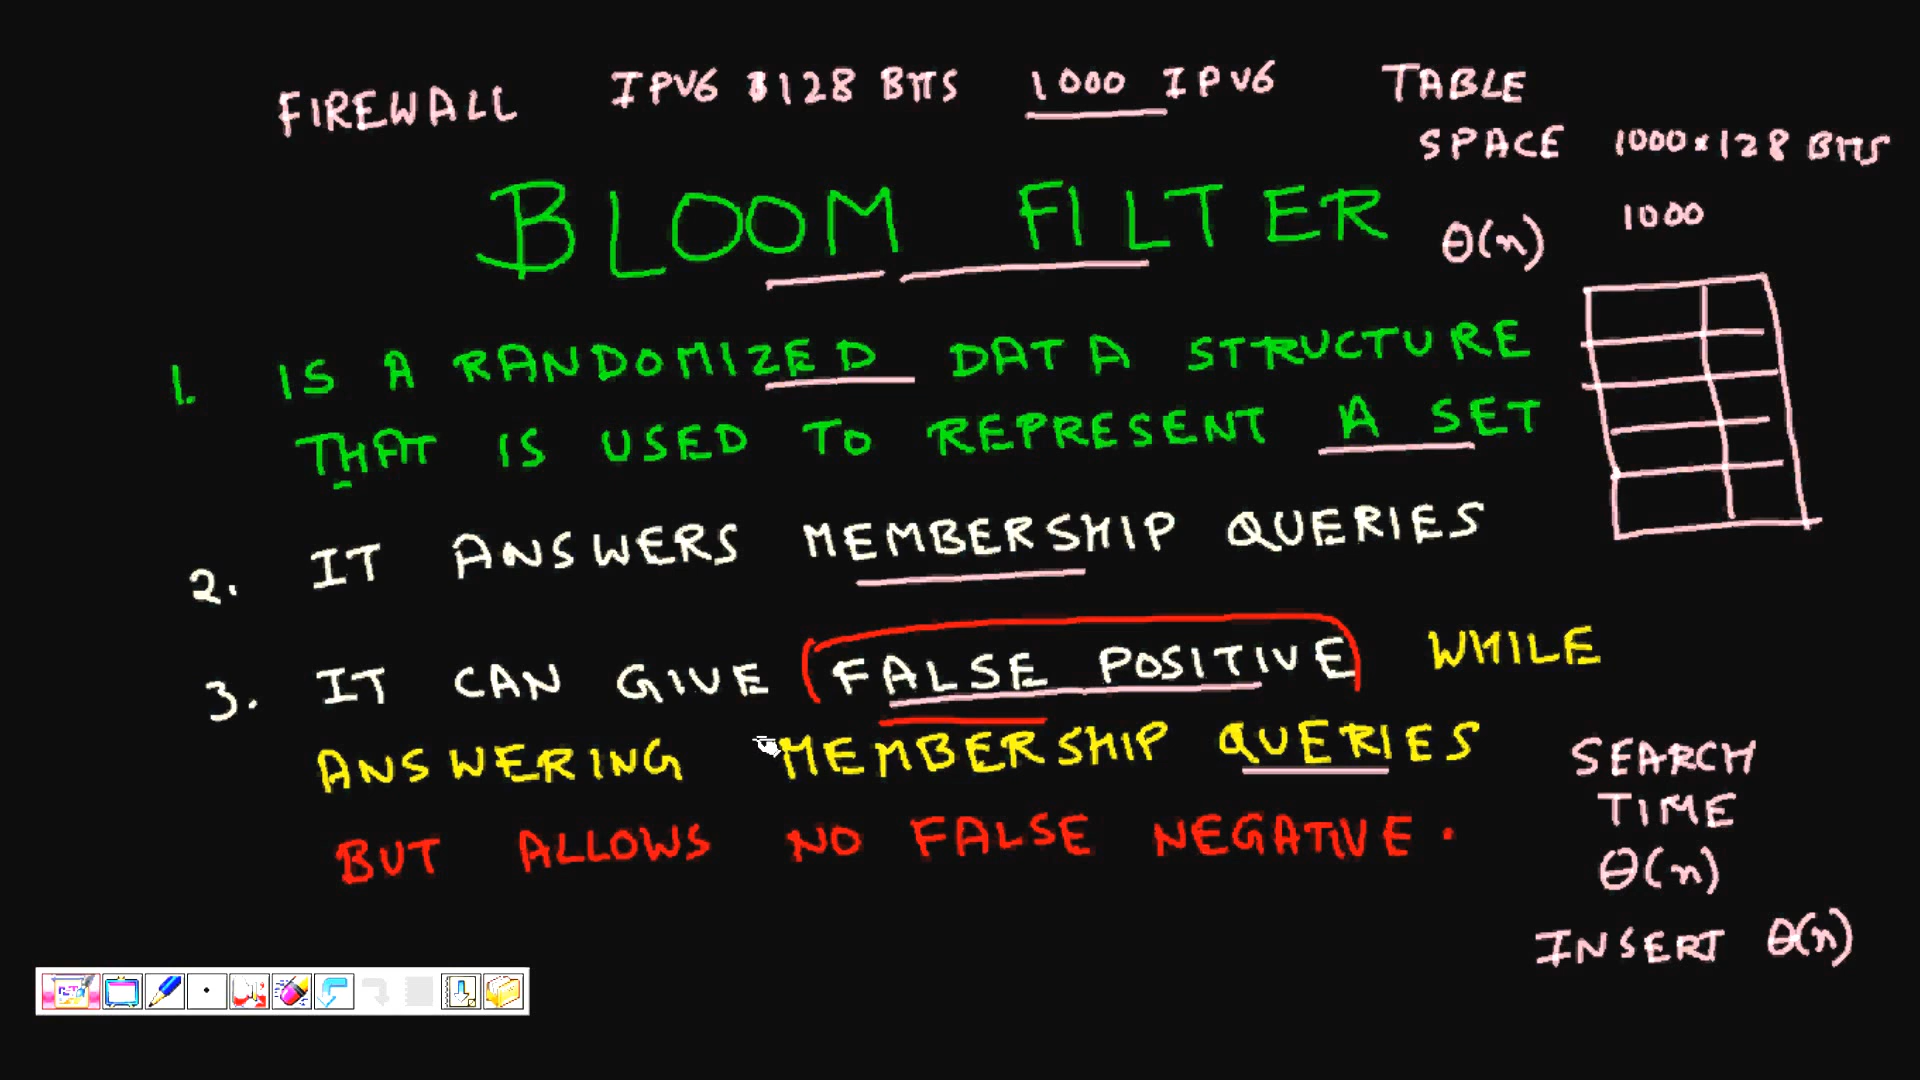 FIREWALL IPV6 128 BITS 1000 IPV6 TABLE
SPACE 1000 × 128 BITS
BLOOM FILTER
θ(n) 1000
1. IS A RANDOMIZED DATA STRUCTURE
THAT IS USED TO REPRESENT A SET
2. IT ANSWERS MEMBERSHIP QUERIES
3. IT CAN GIVE FALSE POSITIVE WHILE
ANSWERING MEMBERSHIP QUERIES
BUT ALLOWS NO FALSE NEGATIVE.
SEARCH
TIME
θ(n)
INSERT θ(n)